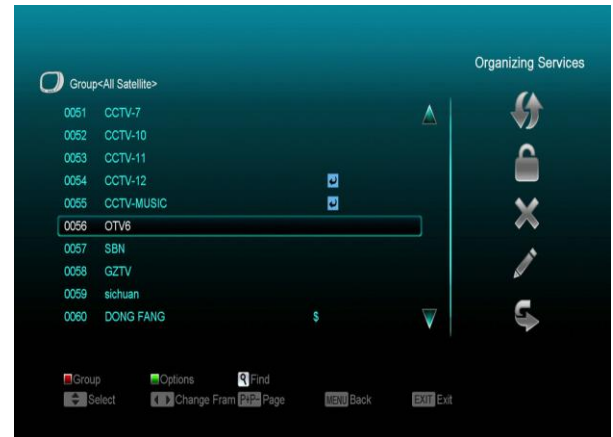 Organizing Services
Group<All Satellite>
0051 CCTV-7
0052 CCTV-10
0053 CCTV-11
0054 CCTV-12
0055 CCTV-MUSIC
0056 OTV6
0057 SBN
0058 GZTV
0059 sichuan
0060 DONG FANG $
Group Options Find
Select Change Fram P+P- Page MENU Back EXIT Exit